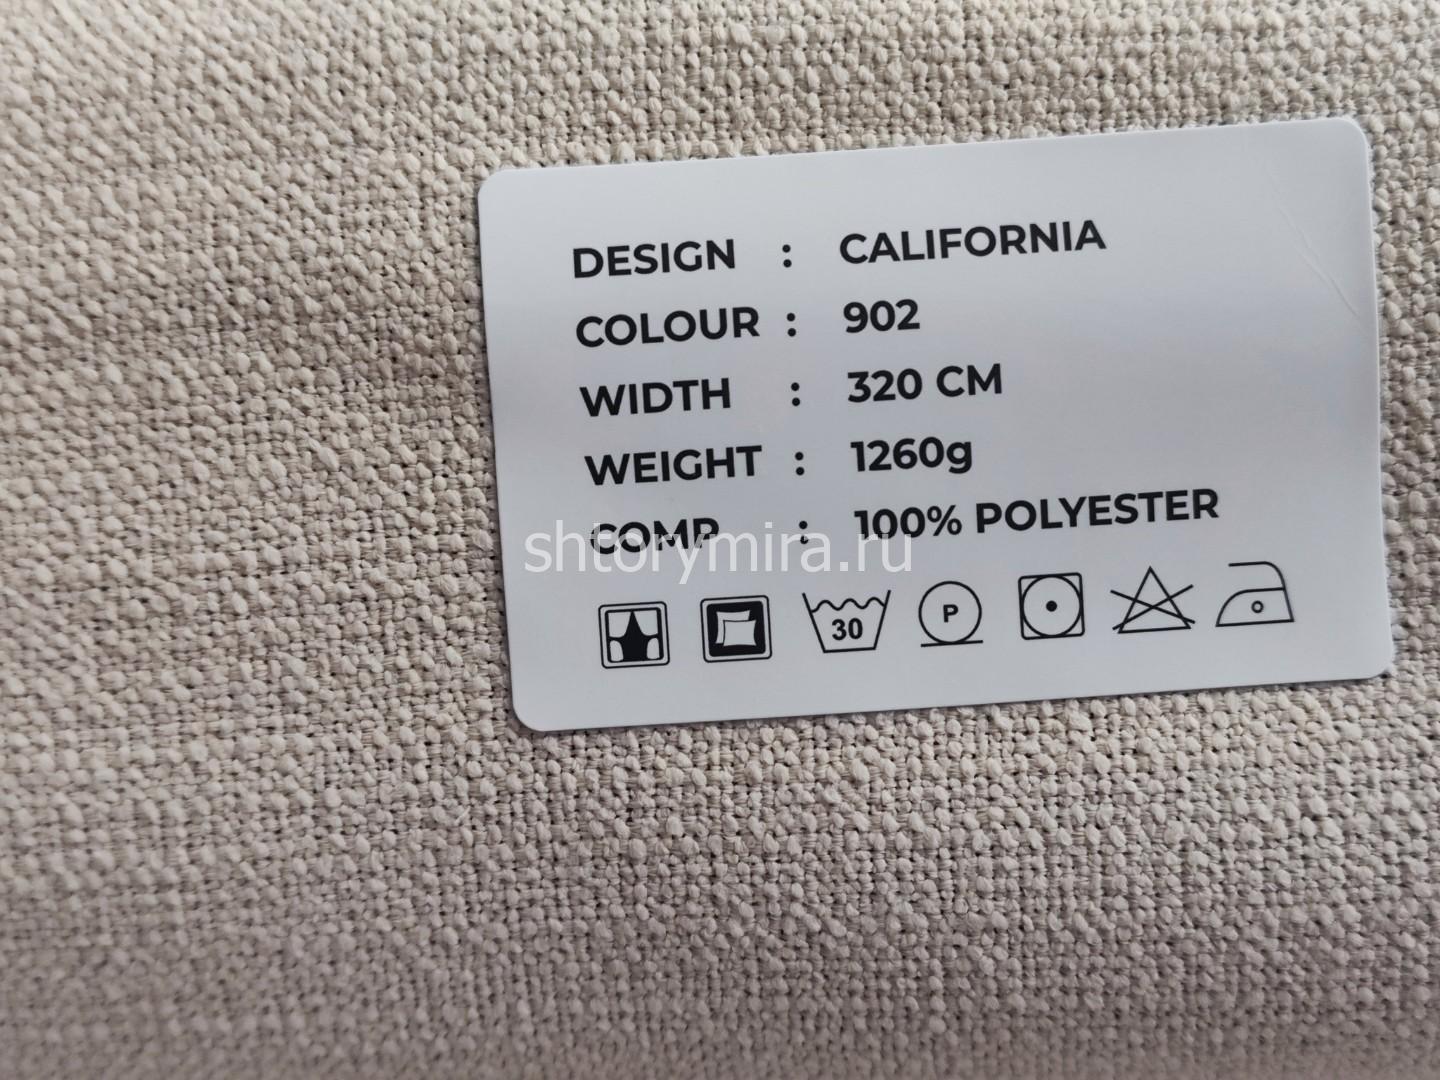 DESIGN : CALIFORNIA
COLOUR : 902
WIDTH : 320 CM
WEIGHT : 1260g
COMP : 100% POLYESTER
shtorymira.ru
30 P